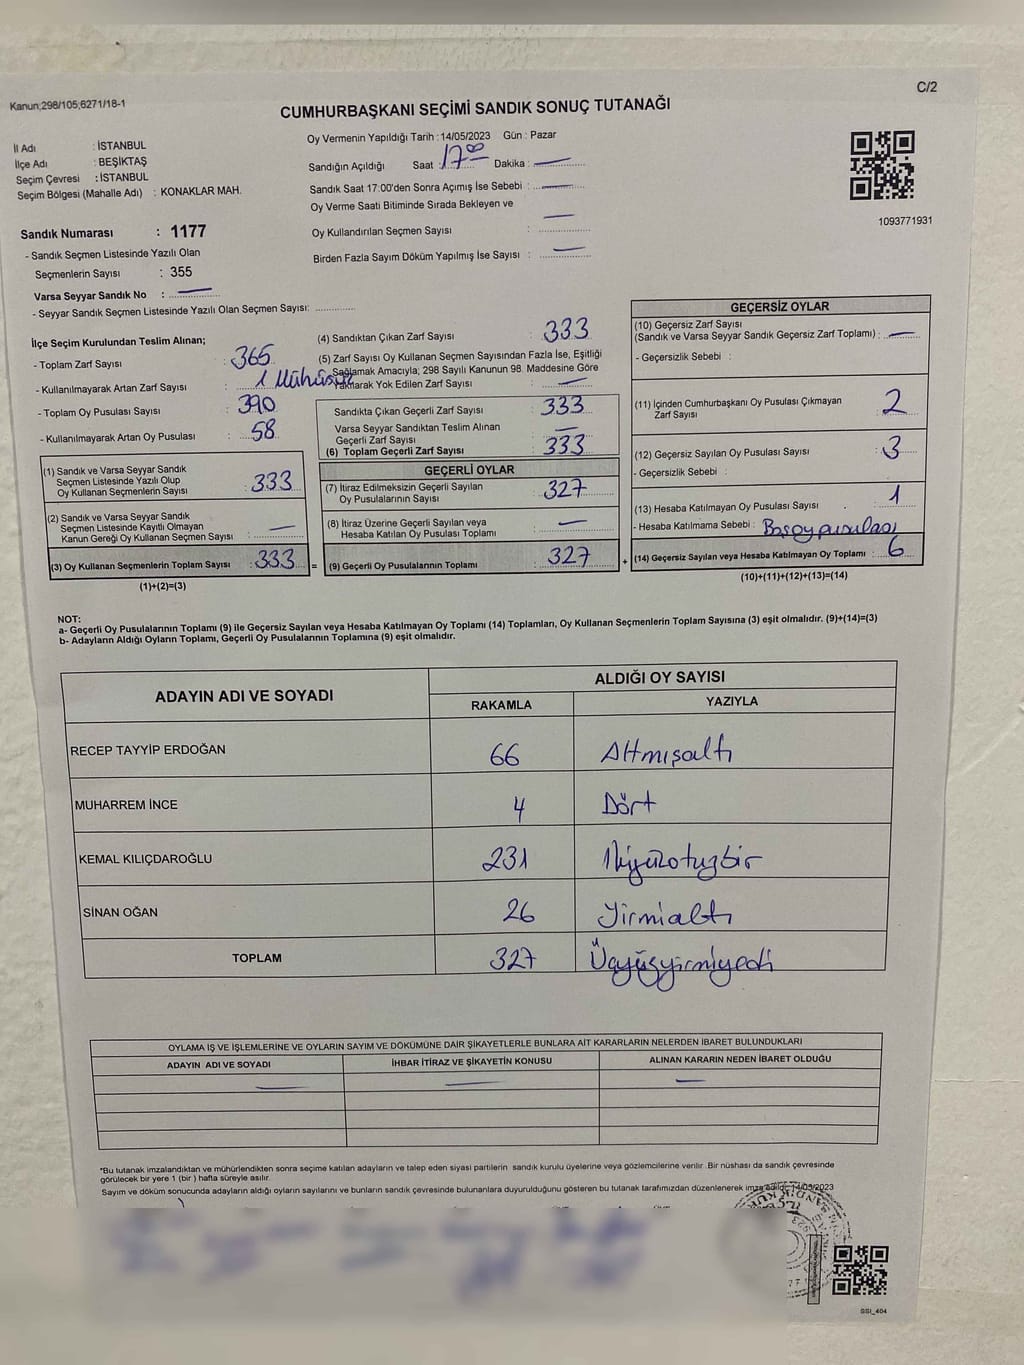 C/2
Kanun;298/105;6271/18-1
CUMHURBAŞKANI SEÇİMİ SANDIK SONUÇ TUTANAĞI
İl Adı : İSTANBUL
İlçe Adı : BEŞİKTAŞ
Seçim Çevresi : İSTANBUL
Seçim Bölgesi (Mahalle Adı) : KONAKLAR MAH.
Oy Vermenin Yapıldığı Tarih : 14/05/2023 Gün : Pazar
Sandığın Açıldığı Saat : 17:00 Dakika : —
Sandık Saat 17:00'den Sonra Açımış İse Sebebi : —
Oy Verme Saati Bitiminde Sırada Bekleyen ve
Oy Kullandırılan Seçmen Sayısı : —
Birden Fazla Sayım Döküm Yapılmış İse Sayısı : —
1093771931
Sandık Numarası : 1177
- Sandık Seçmen Listesinde Yazılı Olan
Seçmenlerin Sayısı : 355
Varsa Seyyar Sandık No : —
- Seyyar Sandık Seçmen Listesinde Yazılı Olan Seçmen Sayısı:
İlçe Seçim Kurulundan Teslim Alınan;
- Toplam Zarf Sayısı : 365
- Kullanılmayarak Artan Zarf Sayısı : 1 Mühürsüz
- Toplam Oy Pusulası Sayısı : 390
- Kullanılmayarak Artan Oy Pusulası : 58
(1) Sandık ve Varsa Seyyar Sandık
Seçmen Listesinde Yazılı Olup
Oy Kullanan Seçmenlerin Sayısı : 333
(2) Sandık ve Varsa Seyyar Sandık
Seçmen Listesinde Kayıtlı Olmayan
Kanun Gereği Oy Kullanan Seçmen Sayısı : —
(3) Oy Kullanan Seçmenlerin Toplam Sayısı : 333 =
(1)+(2)=(3)
(4) Sandıktan Çıkan Zarf Sayısı : 333
(5) Zarf Sayısı Oy Kullanan Seçmen Sayısından Fazla İse, Eşitliği
Sağlamak Amacıyla; 298 Sayılı Kanunun 98. Maddesine Göre
Yakılarak Yok Edilen Zarf Sayısı : —
Sandıkta Çıkan Geçerli Zarf Sayısı : 333
Varsa Seyyar Sandıktan Teslim Alınan
Geçerli Zarf Sayısı : —
(6) Toplam Geçerli Zarf Sayısı : 333
GEÇERLİ OYLAR
(7) İtiraz Edilmeksizin Geçerli Sayılan
Oy Pusulalarının Sayısı : 327
(8) İtiraz Üzerine Geçerli Sayılan veya
Hesaba Katılan Oy Pusulası Toplamı : —
(9) Geçerli Oy Pusulalarının Toplamı : 327 +
GEÇERSİZ OYLAR
(10) Geçersiz Zarf Sayısı
(Sandık ve Varsa Seyyar Sandık Geçersiz Zarf Toplamı) : —
- Geçersizlik Sebebi :
(11) İçinden Cumhurbaşkanı Oy Pusulası Çıkmayan
Zarf Sayısı : 2
(12) Geçersiz Sayılan Oy Pusulası Sayısı : 3
- Geçersizlik Sebebi :
(13) Hesaba Katılmayan Oy Pusulası Sayısı : 1
- Hesaba Katılmama Sebebi : Boş oy pusulası
(14) Geçersiz Sayılan veya Hesaba Katılmayan Oy Toplamı : 6
(10)+(11)+(12)+(13)=(14)
NOT:
a- Geçerli Oy Pusulalarının Toplamı (9) ile Geçersiz Sayılan veya Hesaba Katılmayan Oy Toplamı (14) Toplamları, Oy Kullanan Seçmenlerin Toplam Sayısına (3) eşit olmalıdır. (9)+(14)=(3)
b- Adayların Aldığı Oyların Toplamı, Geçerli Oy Pusulalarının Toplamına (9) eşit olmalıdır.
ADAYIN ADI VE SOYADI ALDIĞI OY SAYISI
RAKAMLA YAZIYLA
RECEP TAYYİP ERDOĞAN 66 Altmışaltı
MUHARREM İNCE 4 Dört
KEMAL KILIÇDAROĞLU 231 İkiyüzotuzbir
SİNAN OĞAN 26 Yirmialtı
TOPLAM 327 Üçyüzyirmiyedi
OYLAMA İŞ VE İŞLEMLERİNE VE OYLARIN SAYIM VE DÖKÜMÜNE DAİR ŞİKAYETLERLE BUNLARA AİT KARARLARIN NELERDEN İBARET BULUNDUKLARI
ADAYIN ADI VE SOYADI İHBAR İTİRAZ VE ŞİKAYETİN KONUSU ALINAN KARARIN NEDEN İBARET OLDUĞU
— — —
*Bu tutanak imzalandıktan ve mühürlendikten sonra seçime katılan adayların ve talep eden siyasi partilerin sandık kurulu üyelerine veya gözlemcilerine verilir. Bir nüshası da sandık çevresinde
görülecek bir yere 1 (bir) hafta süreyle asılır.
Sayım ve döküm sonucunda adayların aldığı oyların sayılarını ve bunların sandık çevresinde bulunanlara duyurulduğunu gösteren bu tutanak tarafımızdan düzenlenerek imza edildi. 14/05/2023
SSİ_404